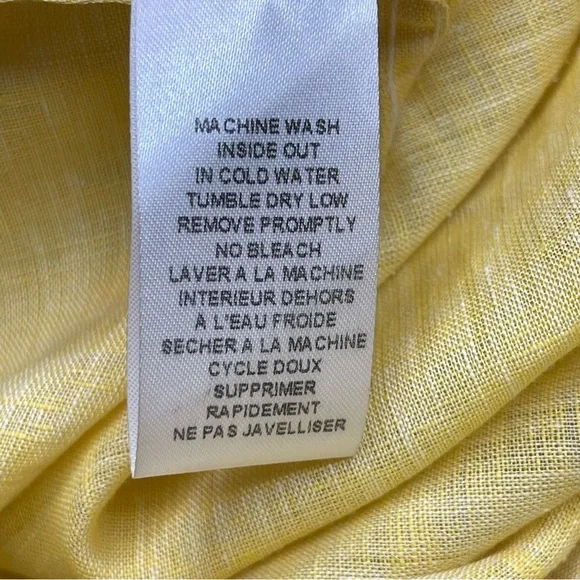 MACHINE WASH
INSIDE OUT
IN COLD WATER
TUMBLE DRY LOW
REMOVE PROMPTLY
NO BLEACH
LAVER A LA MACHINE
INTERIEUR DEHORS
À L'EAU FROIDE
SECHER A LA MACHINE
CYCLE DOUX
SUPPRIMER
RAPIDEMENT
NE PAS JAVELLISER